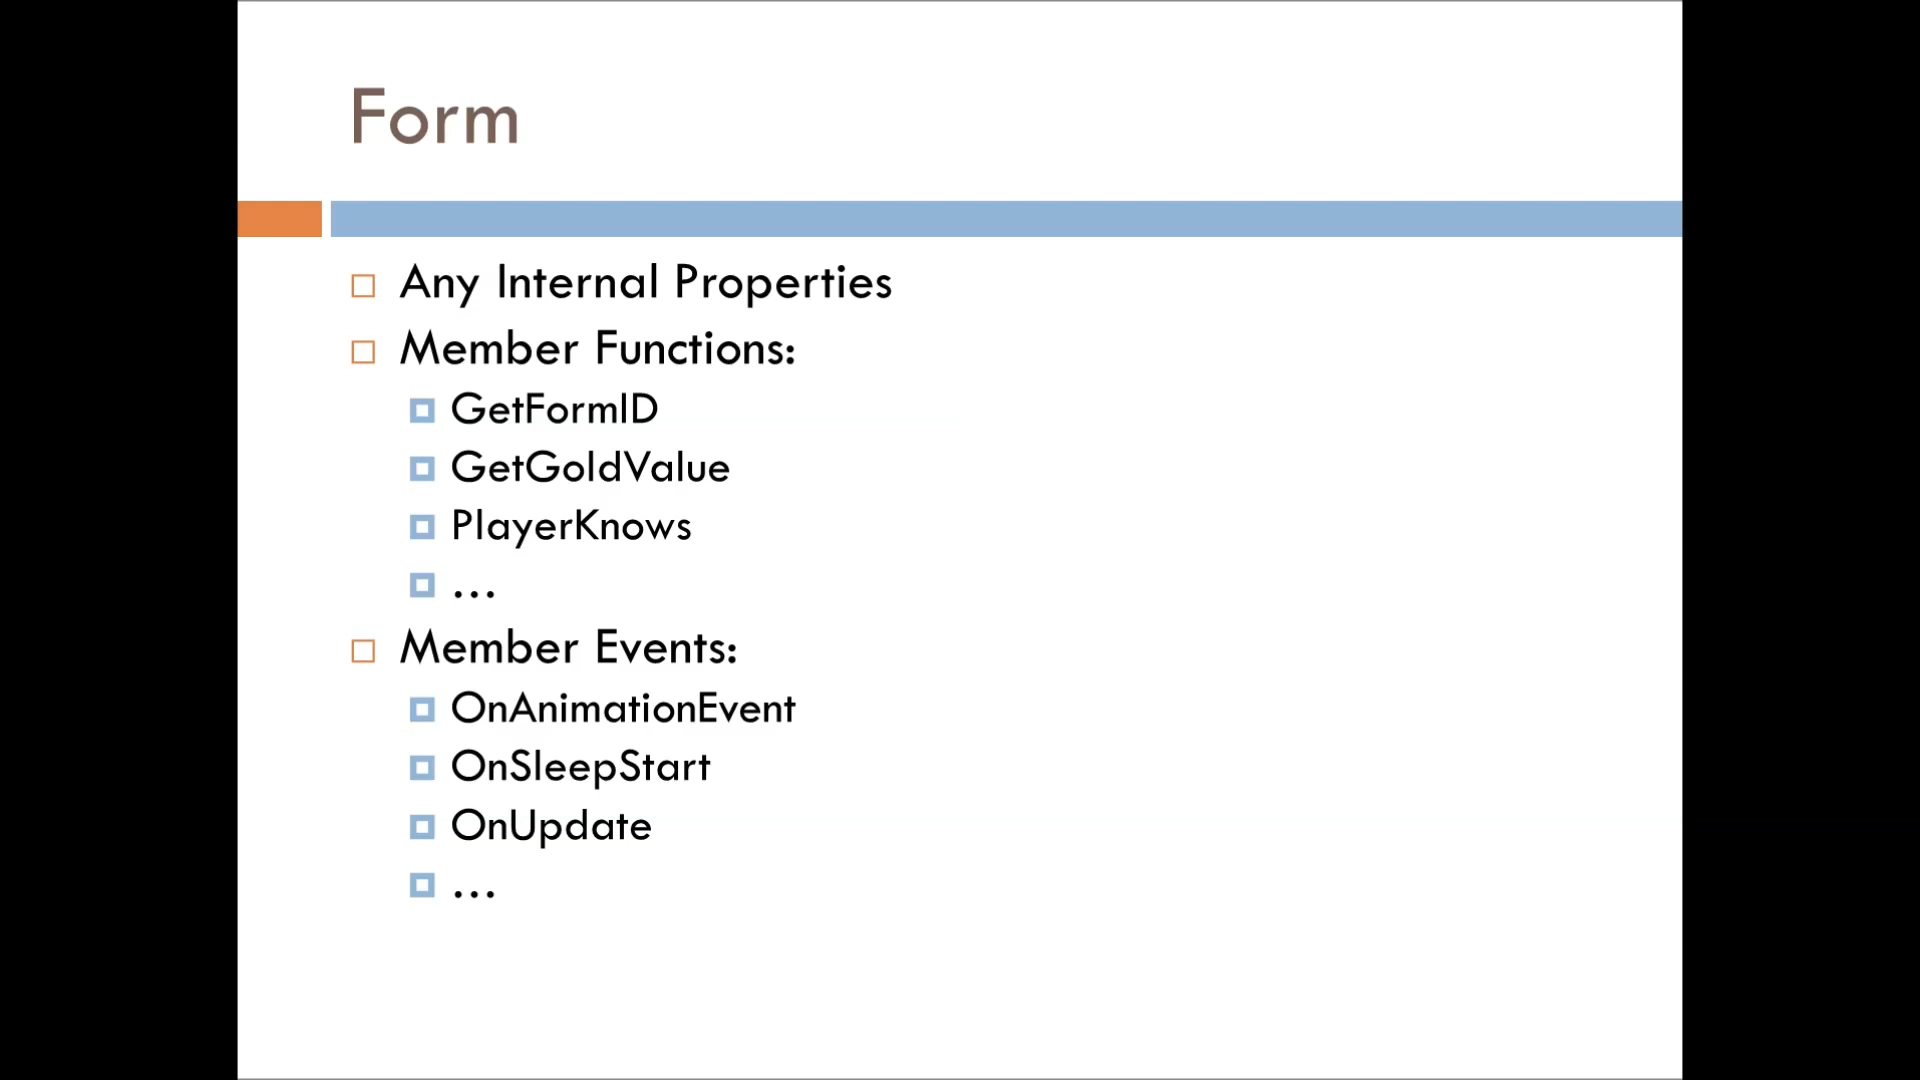 Form
Any Internal Properties
Member Functions:
GetFormID
GetGoldValue
PlayerKnows
...
Member Events:
OnAnimationEvent
OnSleepStart
OnUpdate
...